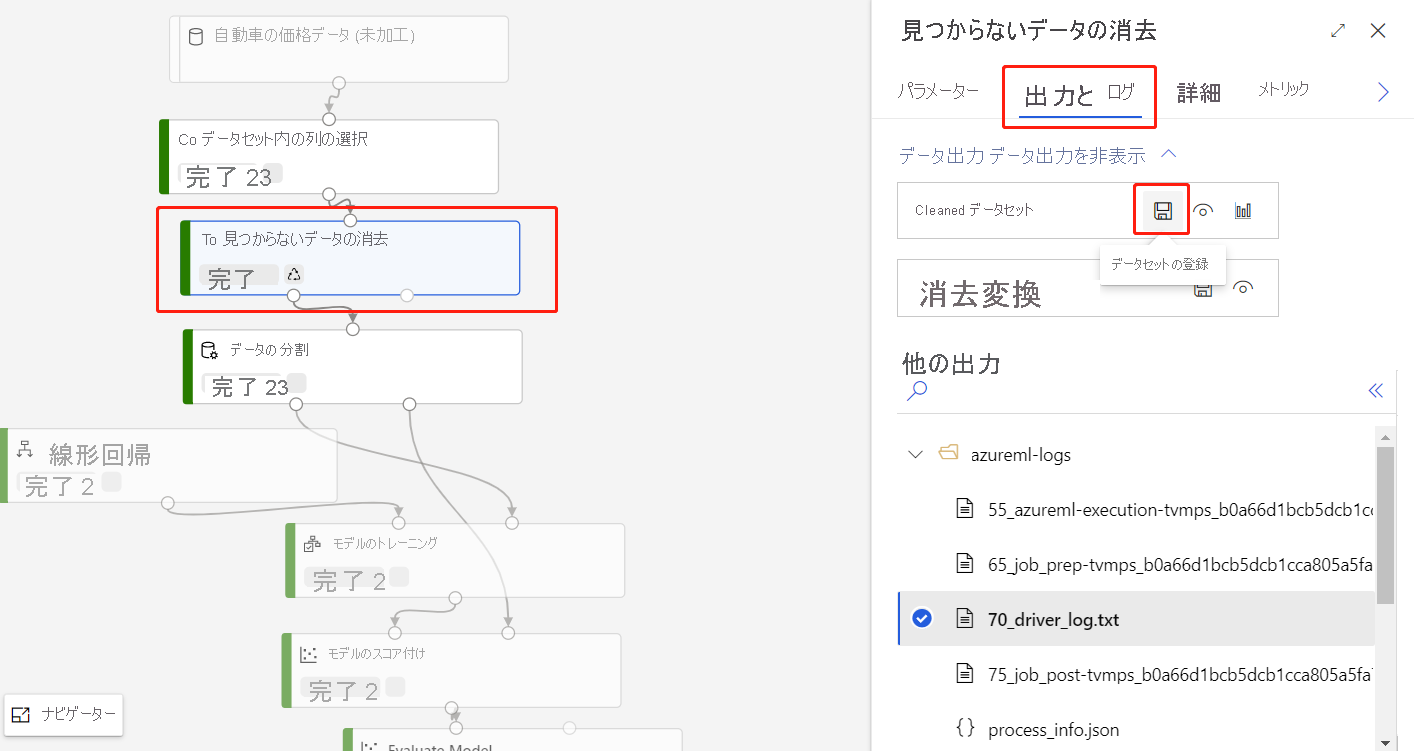 自動車の価格データ (未加工)
Co データセット内の列の選択
完了 23
To 見つからないデータの消去
完了
データの分割
完了 23
線形回帰
完了 2
モデルのトレーニング
完了 2
モデルのスコア付け
完了 2
Evaluate Model
ナビゲーター
見つからないデータの消去
パラメーター
出力と ログ
詳細
メトリック
データ出力 データ出力を非表示
Cleaned データセット
データセットの登録
消去変換
他の出力
azureml-logs
55_azureml-execution-tvmps_b0a66d1bcb5dcb1cc
65_job_prep-tvmps_b0a66d1bcb5dcb1cca805a5fa
70_driver_log.txt
75_job_post-tvmps_b0a66d1bcb5dcb1cca805a5fa
process_info.json